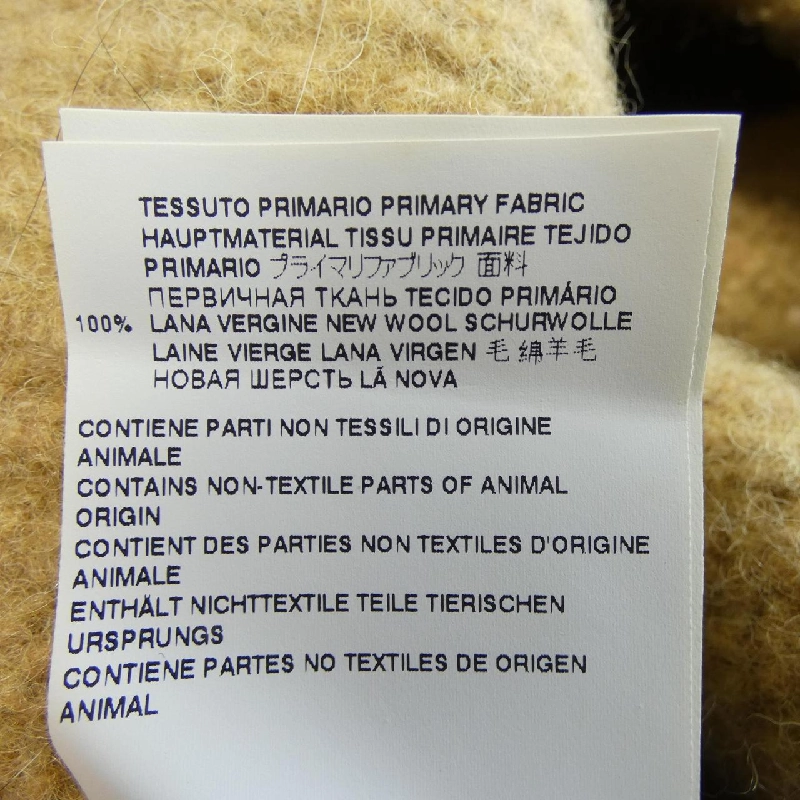 TESSUTO PRIMARIO PRIMARY FABRIC
HAUPTMATERIAL TISSU PRIMAIRE TEJIDO
PRIMARIO プライマリファブリック 面料
ПЕРВИЧНАЯ ТКАНЬ TECIDO PRIMÁRIO
100% LANA VERGINE NEW WOOL SCHURWOLLE
LAINE VIERGE LANA VIRGEN 毛 綿羊毛
НОВАЯ ШЕРСТЬ LÃ NOVA
CONTIENE PARTI NON TESSILI DI ORIGINE
ANIMALE
CONTAINS NON-TEXTILE PARTS OF ANIMAL
ORIGIN
CONTIENT DES PARTIES NON TEXTILES D'ORIGINE
ANIMALE
ENTHÄLT NICHTTEXTILE TEILE TIERISCHEN
URSPRUNGS
CONTIENE PARTES NO TEXTILES DE ORIGEN
ANIMAL